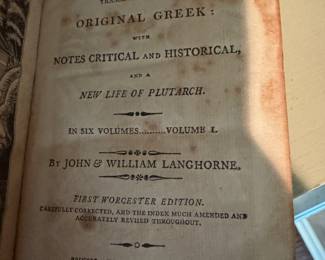 ORIGINAL GREEK:
WITH
NOTES CRITICAL AND HISTORICAL,
AND A
NEW LIFE OF PLUTARCH.
IN SIX VOLUMES..........VOLUME I.
BY JOHN & WILLIAM LANGHORNE.
FIRST WORCESTER EDITION.
CAREFULLY CORRECTED, AND THE INDEX MUCH AMENDED AND
ACCURATELY REVISED THROUGHOUT.